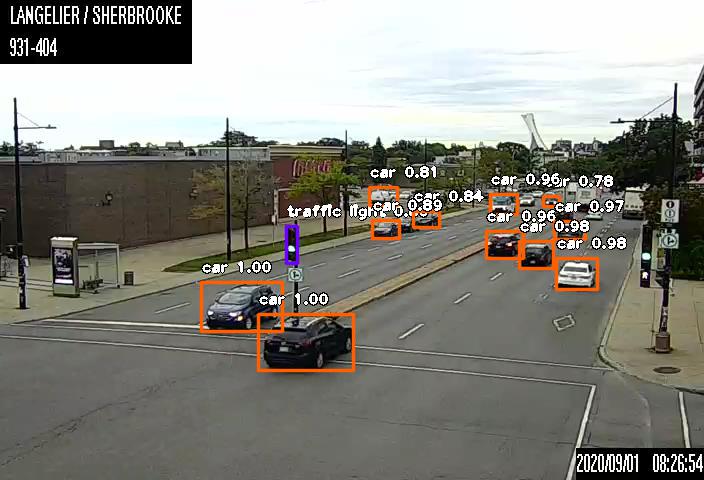 LANGELIER / SHERBROOKE
931-404
car 0.81
car 0.96
car 0.78
car 0.84
car 0.89
car 0.97
traffic light
car 0.96
car 0.98
car 0.98
car 1.00
car 1.00
2020/09/01 08:26:54